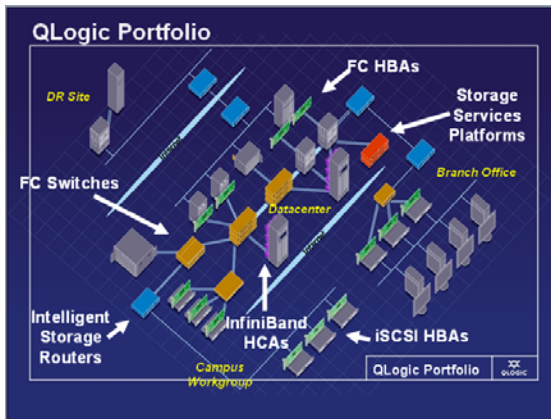 QLogic Portfolio
FC HBAs
DR Site
Storage
Services
Platforms
FC Switches
Branch Office
Datacenter
Intelligent
Storage
Routers
InfiniBand
HCAs
iSCSI HBAs
Campus
Workgroup
QLogic Portfolio
QLOGIC